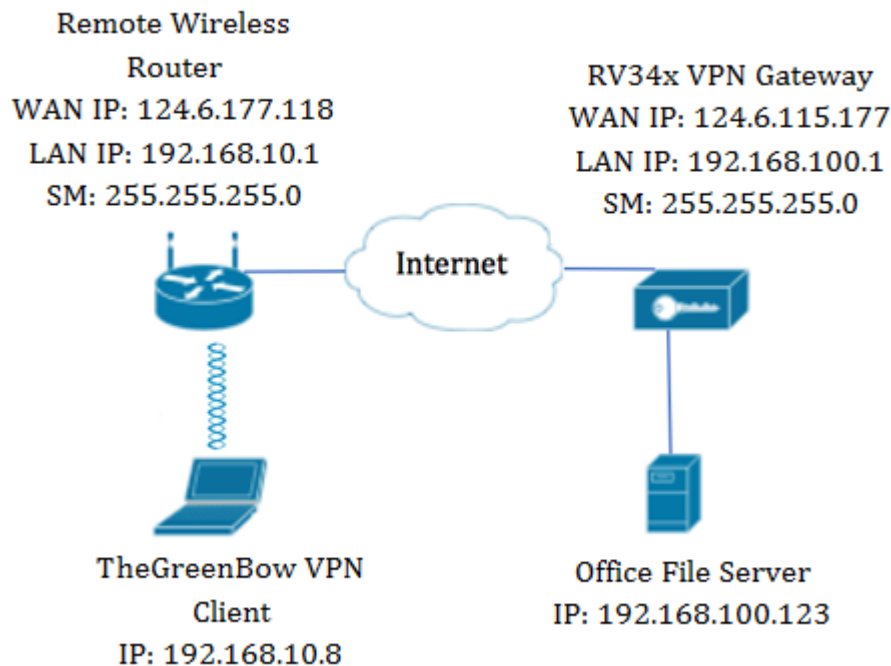 Remote Wireless
Router
WAN IP: 124.6.177.118
LAN IP: 192.168.10.1
SM: 255.255.255.0
RV34x VPN Gateway
WAN IP: 124.6.115.177
LAN IP: 192.168.100.1
SM: 255.255.255.0
Internet
TheGreenBow VPN
Client
IP: 192.168.10.8
Office File Server
IP: 192.168.100.123